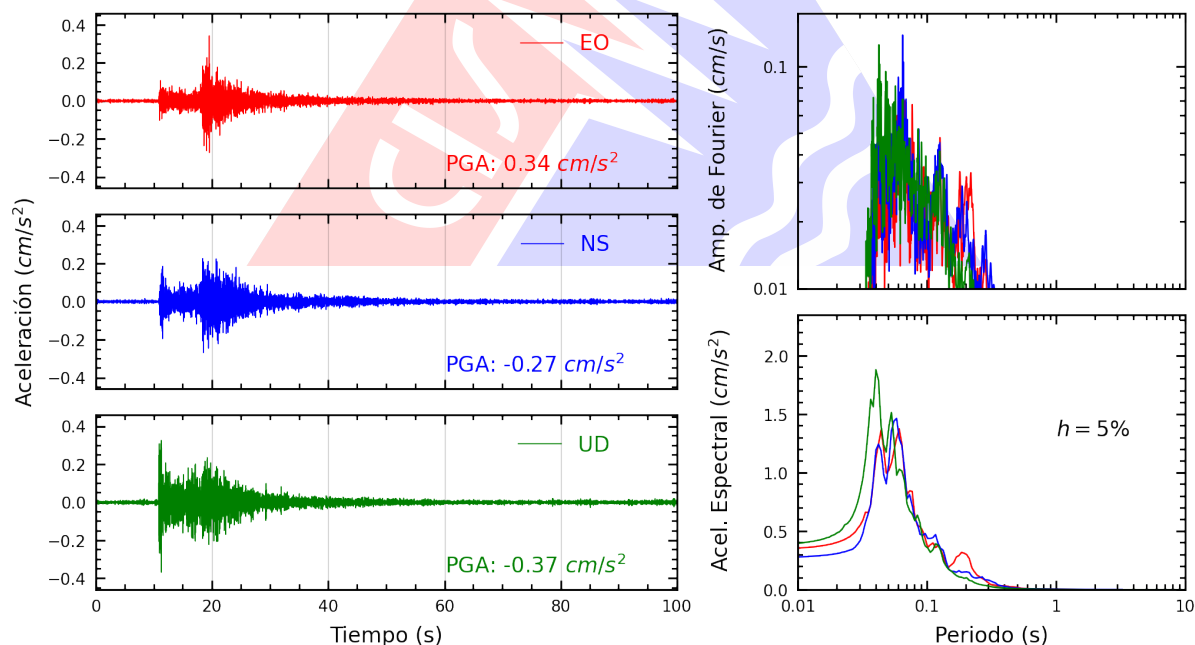 Aceleración (cm/s²)
0.4
0.2
0.0
−0.2
−0.4
EO
PGA: 0.34 cm/s²
0.4
0.2
0.0
−0.2
−0.4
NS
PGA: -0.27 cm/s²
0.4
0.2
0.0
−0.2
−0.4
UD
PGA: -0.37 cm/s²
0 20 40 60 80 100
Tiempo (s)
Amp. de Fourier (cm/s)
0.1
0.01
Acel. Espectral (cm/s²)
2.0
1.5
1.0
0.5
0.0
h = 5%
0.01 0.1 1 10
Periodo (s)
CISMID